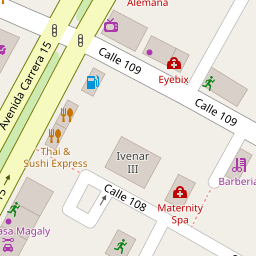 Alemana
Calle 109
Avenida Carrera 15
Eyebix
Calle 109
Thai &
Sushi Express
Ivenar
III
Barberia
Calle 108
Maternity
Spa
15
asa Magaly